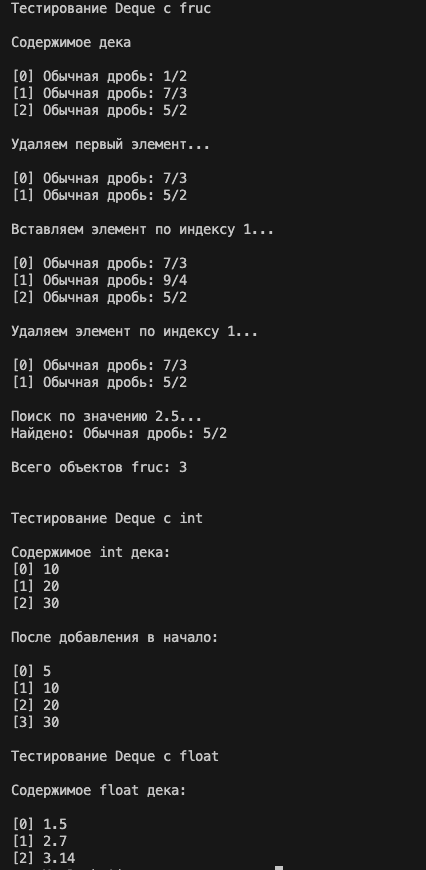 Тестирование Deque с fruc
Содержимое дека
[0] Обычная дробь: 1/2
[1] Обычная дробь: 7/3
[2] Обычная дробь: 5/2
Удаляем первый элемент...
[0] Обычная дробь: 7/3
[1] Обычная дробь: 5/2
Вставляем элемент по индексу 1...
[0] Обычная дробь: 7/3
[1] Обычная дробь: 9/4
[2] Обычная дробь: 5/2
Удаляем элемент по индексу 1...
[0] Обычная дробь: 7/3
[1] Обычная дробь: 5/2
Поиск по значению 2.5...
Найдено: Обычная дробь: 5/2
Всего объектов fruc: 3
Тестирование Deque с int
Содержимое int дека:
[0] 10
[1] 20
[2] 30
После добавления в начало:
[0] 5
[1] 10
[2] 20
[3] 30
Тестирование Deque с float
Содержимое float дека:
[0] 1.5
[1] 2.7
[2] 3.14